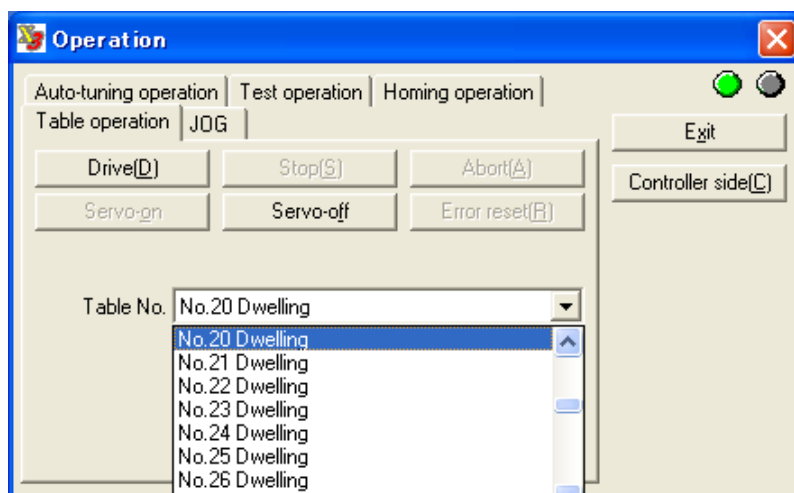 Operation
Auto-tuning operation Test operation Homing operation
Table operation JOG
Exit
Drive(D) Stop(S) Abort(A)
Controller side(C)
Servo-on Servo-off Error reset(R)
Table No. No.20 Dwelling
No.20 Dwelling
No.21 Dwelling
No.22 Dwelling
No.23 Dwelling
No.24 Dwelling
No.25 Dwelling
No.26 Dwelling